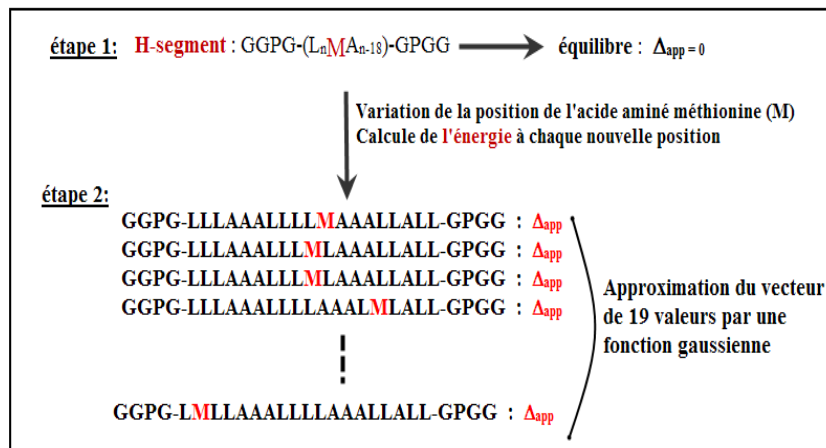 étape 1: H-segment : GGPG-(LnMAn-18)-GPGG équilibre : Δapp = 0
Variation de la position de l'acide aminé méthionine (M)
Calcule de l'énergie à chaque nouvelle position
étape 2:
GGPG-LLLAAALLLLMAAALLALL-GPGG : Δapp
GGPG-LLLAAALLLMLAAALLALL-GPGG : Δapp
GGPG-LLLAAALLLMLAAALLALL-GPGG : Δapp
GGPG-LLLAAALLLLLAAALMLALL-GPGG : Δapp
Approximation du vecteur
de 19 valeurs par une
fonction gaussienne
GGPG-LMLLAAALLLLAAALLALL-GPGG : Δapp